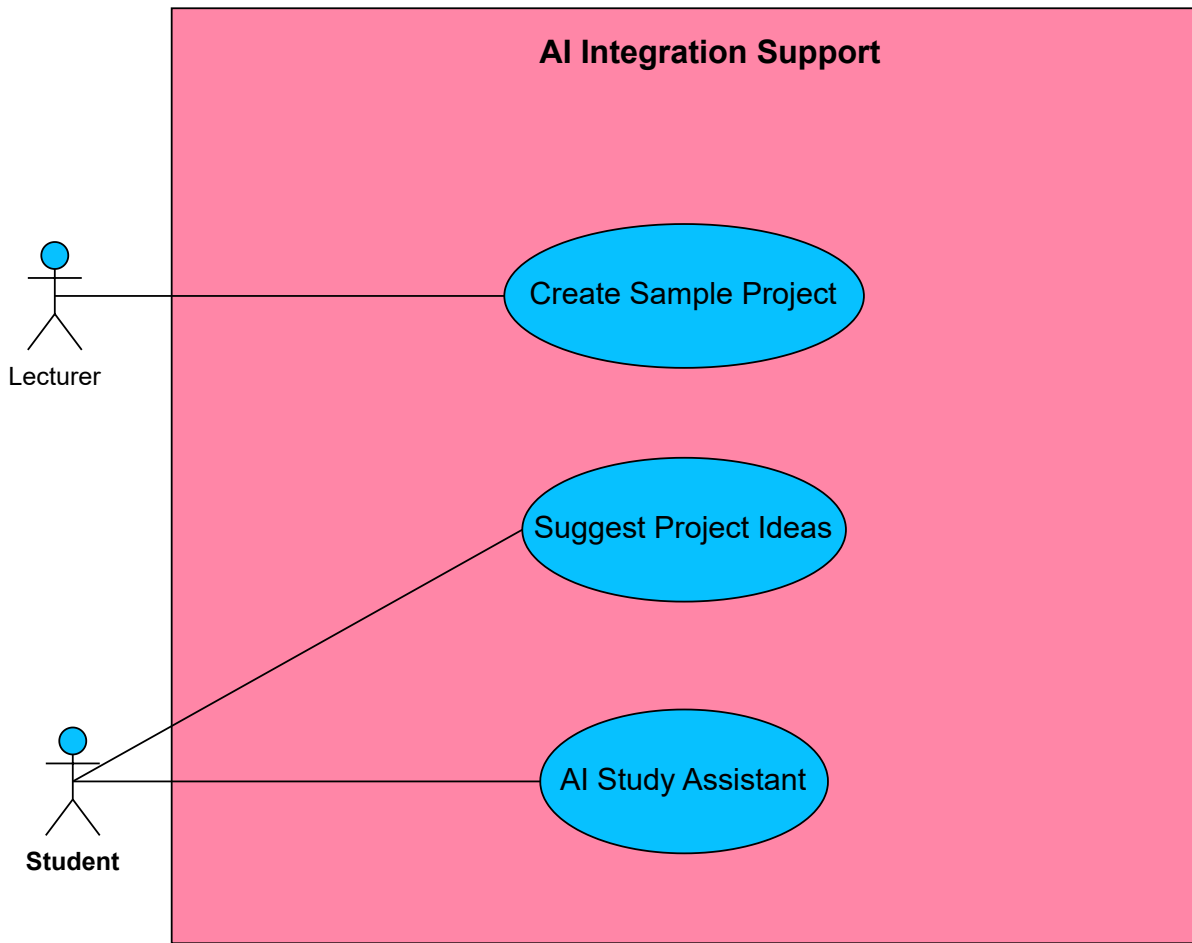 AI Integration Support
Create Sample Project
Lecturer
Suggest Project Ideas
AI Study Assistant
Student